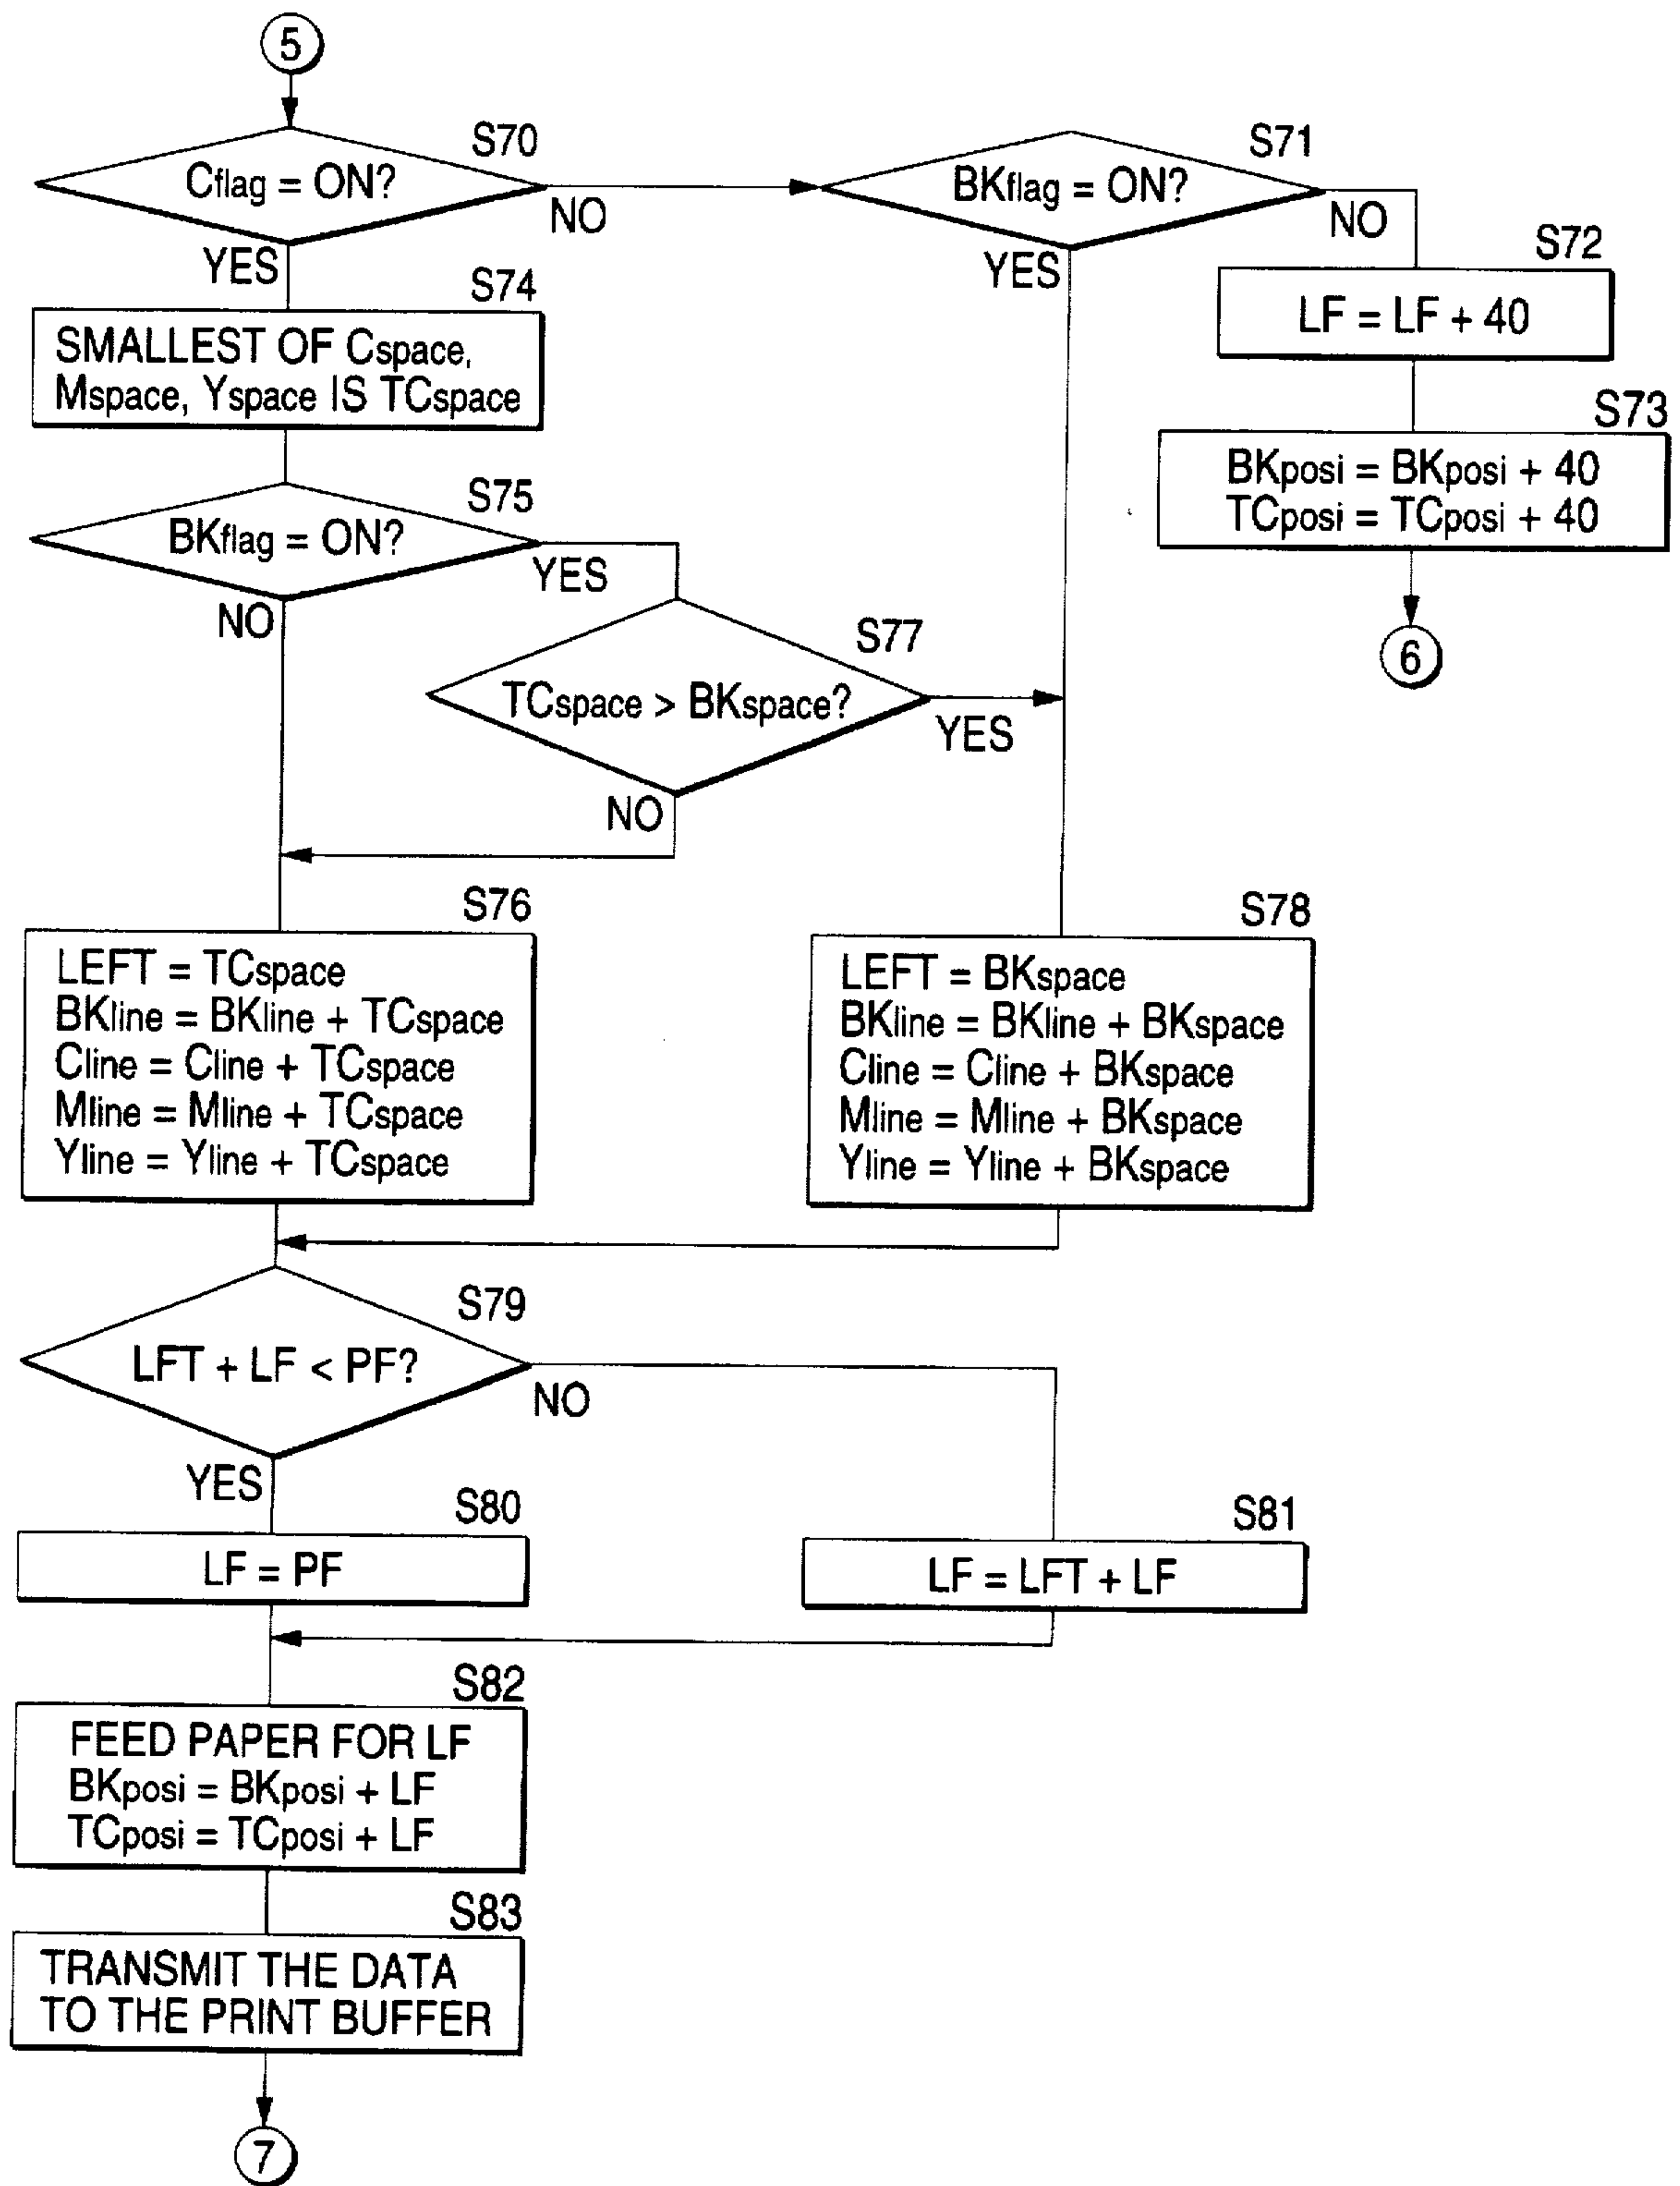 5
S70
Cflag = ON?
NO
YES
S71
BKflag = ON?
NO
YES
S72
LF = LF + 40
S73
BKposi = BKposi + 40
TCposi = TCposi + 40
6
S74
SMALLEST OF Cspace,
Mspace, Yspace IS TCspace
S75
BKflag = ON?
YES
NO
S77
TCspace > BKspace?
YES
NO
S76
LEFT = TCspace
BKline = BKline + TCspace
Cline = Cline + TCspace
Mline = Mline + TCspace
Yline = Yline + TCspace
S78
LEFT = BKspace
BKline = BKline + BKspace
Cline = Cline + BKspace
Mline = Mline + BKspace
Yline = Yline + BKspace
S79
LFT + LF < PF?
NO
YES
S80
LF = PF
S81
LF = LFT + LF
S82
FEED PAPER FOR LF
BKposi = BKposi + LF
TCposi = TCposi + LF
S83
TRANSMIT THE DATA
TO THE PRINT BUFFER
7